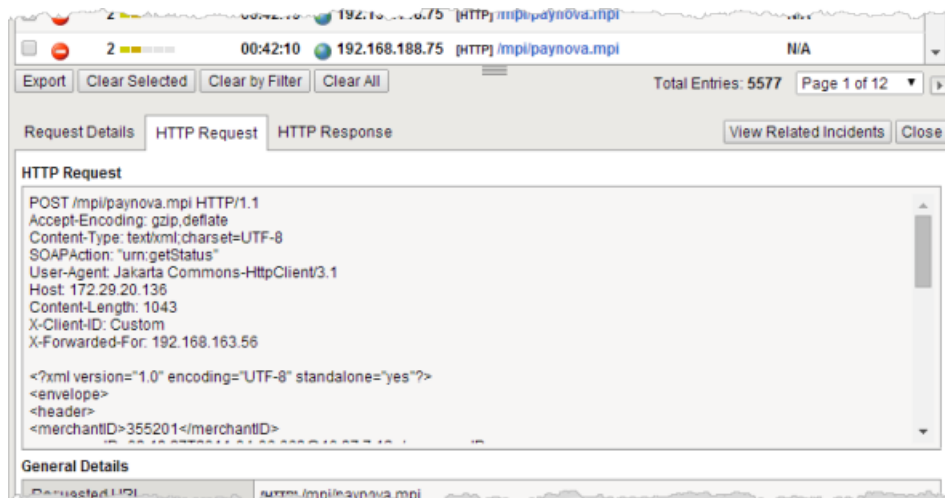 2 00:42:10 192.168.188.75 [HTTP] /mpi/paynova.mpi N/A
Export Clear Selected Clear by Filter Clear All Total Entries: 5577 Page 1 of 12
Request Details HTTP Request HTTP Response View Related Incidents Close
HTTP Request
POST /mpi/paynova.mpi HTTP/1.1
Accept-Encoding: gzip,deflate
Content-Type: text/xml;charset=UTF-8
SOAPAction: "urn:getStatus"
User-Agent: Jakarta Commons-HttpClient/3.1
Host: 172.29.20.136
Content-Length: 1043
X-Client-ID: Custom
X-Forwarded-For: 192.168.163.56
<?xml version="1.0" encoding="UTF-8" standalone="yes"?>
<envelope>
<header>
<merchantID>355201</merchantID>
General Details
Requested URL [HTTP] /mpi/paynova.mpi